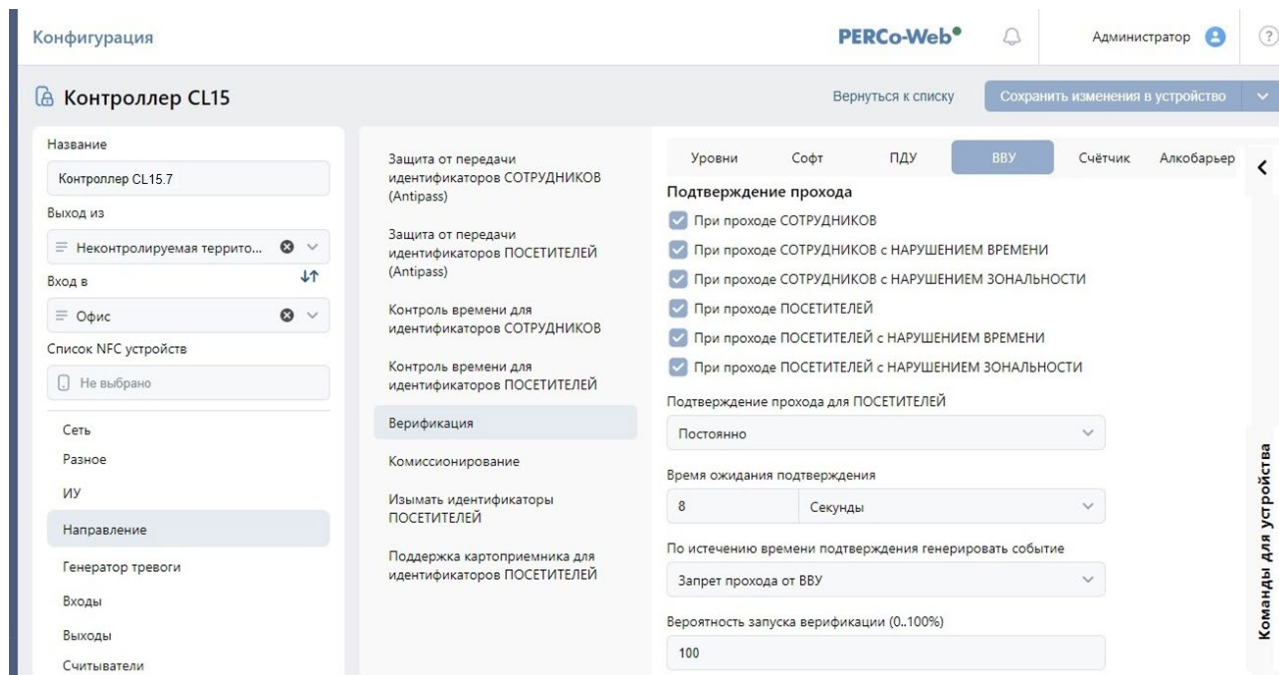 Конфигурация
PERCo-Web
Администратор
?
Контроллер CL15
Вернуться к списку
Сохранить изменения в устройство
Название
Контроллер CL15.7
Выход из
Неконтролируемая террито...
Вход в
Офис
Список NFC устройств
Не выбрано
Сеть
Разное
ИУ
Направление
Генератор тревоги
Входы
Выходы
Считыватели
Защита от передачи
идентификаторов СОТРУДНИКОВ
(Antipass)
Защита от передачи
идентификаторов ПОСЕТИТЕЛЕЙ
(Antipass)
Контроль времени для
идентификаторов СОТРУДНИКОВ
Контроль времени для
идентификаторов ПОСЕТИТЕЛЕЙ
Верификация
Комиссионирование
Изымать идентификаторы
ПОСЕТИТЕЛЕЙ
Поддержка картоприемника для
идентификаторов ПОСЕТИТЕЛЕЙ
Уровни Софт ПДУ ВВУ Счётчик Алкобарьер
Подтверждение прохода
При проходе СОТРУДНИКОВ
При проходе СОТРУДНИКОВ с НАРУШЕНИЕМ ВРЕМЕНИ
При проходе СОТРУДНИКОВ с НАРУШЕНИЕМ ЗОНАЛЬНОСТИ
При проходе ПОСЕТИТЕЛЕЙ
При проходе ПОСЕТИТЕЛЕЙ с НАРУШЕНИЕМ ВРЕМЕНИ
При проходе ПОСЕТИТЕЛЕЙ с НАРУШЕНИЕМ ЗОНАЛЬНОСТИ
Подтверждение прохода для ПОСЕТИТЕЛЕЙ
Постоянно
Время ожидания подтверждения
8 Секунды
По истечению времени подтверждения генерировать событие
Запрет прохода от ВВУ
Вероятность запуска верификации (0..100%)
100
Команды для устройства